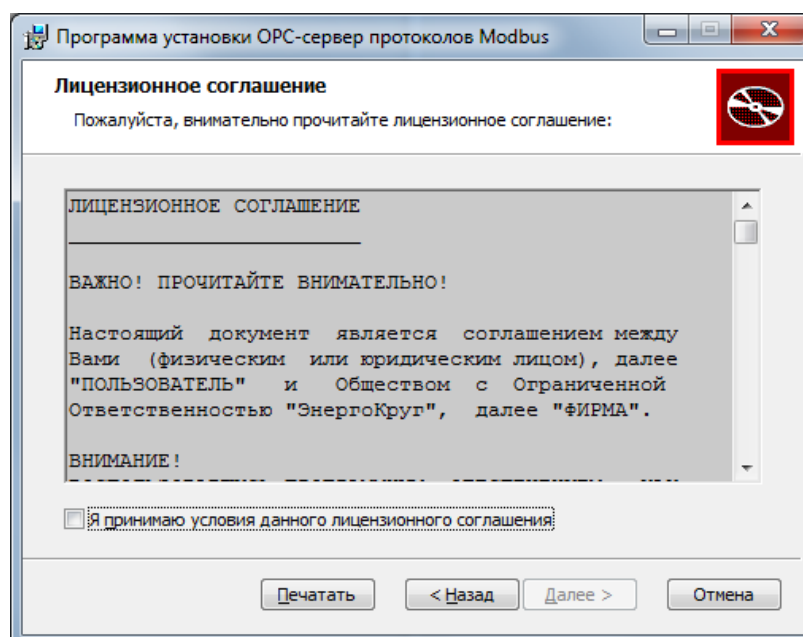 Программа установки OPC-сервер протоколов Modbus
Лицензионное соглашение
Пожалуйста, внимательно прочитайте лицензионное соглашение:
ЛИЦЕНЗИОННОЕ СОГЛАШЕНИЕ
ВАЖНО! ПРОЧИТАЙТЕ ВНИМАТЕЛЬНО!
Настоящий документ является соглашением между
Вами (физическим или юридическим лицом), далее
"ПОЛЬЗОВАТЕЛЬ" и Обществом с Ограниченной
Ответственностью "ЭнергоКруг", далее "ФИРМА".
ВНИМАНИЕ!
Я принимаю условия данного лицензионного соглашения
Печатать < Назад Далее > Отмена